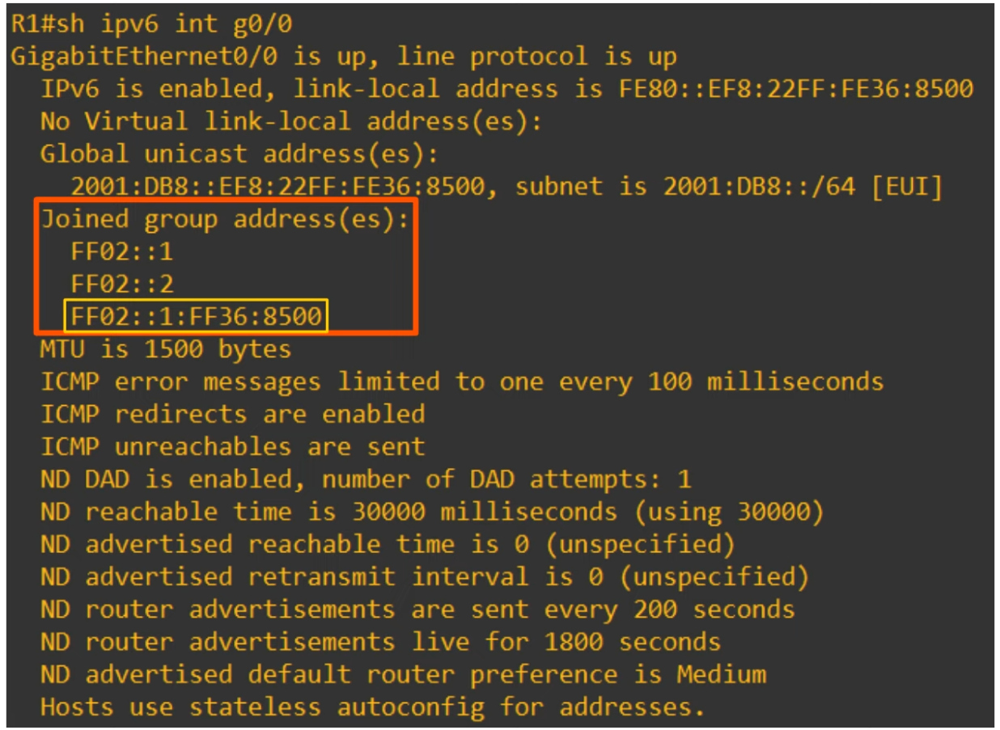 R1#sh ipv6 int g0/0
GigabitEthernet0/0 is up, line protocol is up
IPv6 is enabled, link-local address is FE80::EF8:22FF:FE36:8500
No Virtual link-local address(es):
Global unicast address(es):
2001:DB8::EF8:22FF:FE36:8500, subnet is 2001:DB8::/64 [EUI]
Joined group address(es):
FF02::1
FF02::2
FF02::1:FF36:8500
MTU is 1500 bytes
ICMP error messages limited to one every 100 milliseconds
ICMP redirects are enabled
ICMP unreachables are sent
ND DAD is enabled, number of DAD attempts: 1
ND reachable time is 30000 milliseconds (using 30000)
ND advertised reachable time is 0 (unspecified)
ND advertised retransmit interval is 0 (unspecified)
ND router advertisements are sent every 200 seconds
ND router advertisements live for 1800 seconds
ND advertised default router preference is Medium
Hosts use stateless autoconfig for addresses.